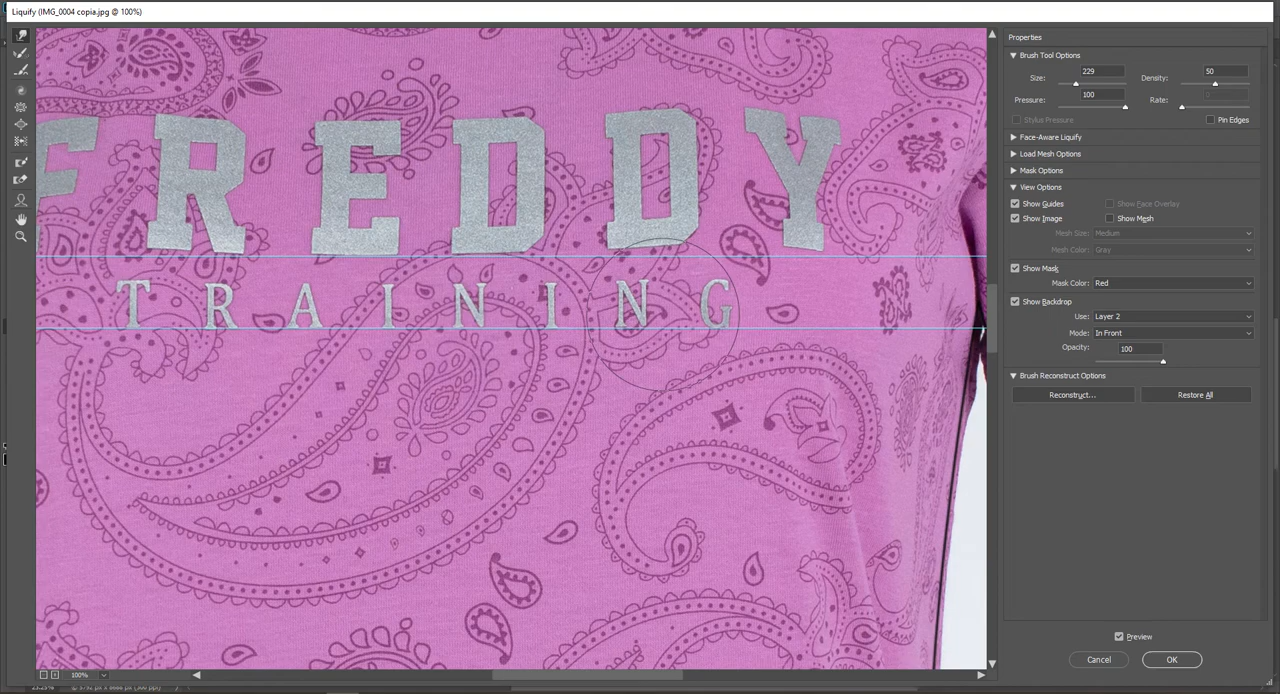 Liquify (IMG_0004 copia.jpg @ 100%)
Properties
Brush Tool Options
Size: 229 Density: 50
Pressure: 100 Rate: 0
Stylus Pressure Pin Edges
Face-Aware Liquify
Load Mesh Options
Mask Options
View Options
Show Guides Show Face Overlay
Show Image Show Mesh
Mesh Size: Medium
Mesh Color: Gray
Show Mask
Mask Color: Red
Show Backdrop
Use: Layer 2
Mode: In Front
Opacity: 100
Brush Reconstruct Options
Reconstruct... Restore All
Preview
Cancel OK
FREDDY
TRAINING
100%